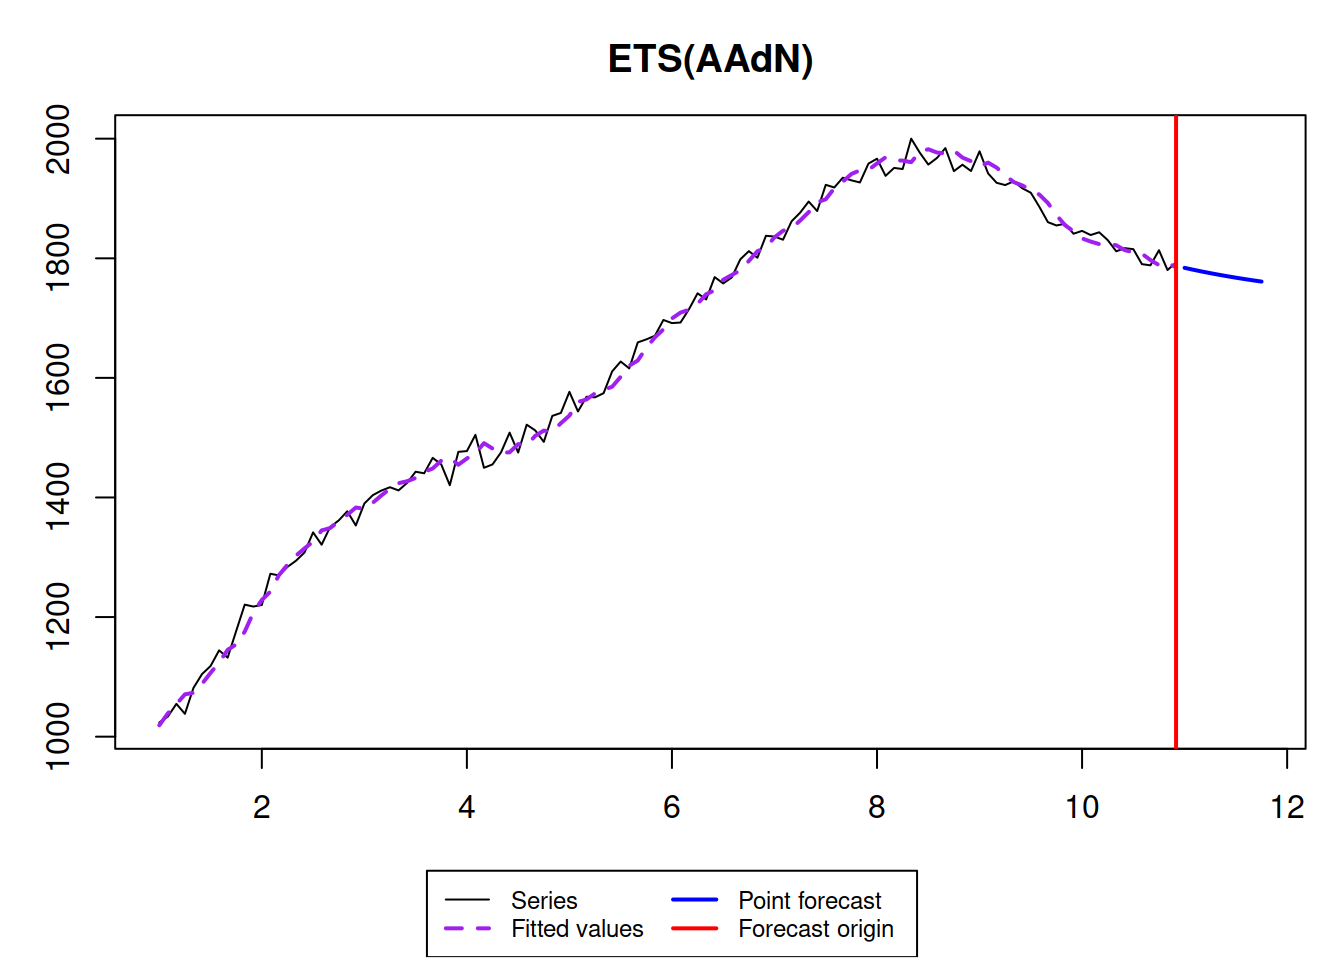 ETS(AAdN)
2000
1800
1600
1400
1200
1000
2 4 6 8 10 12
Series
Point forecast
Fitted values
Forecast origin